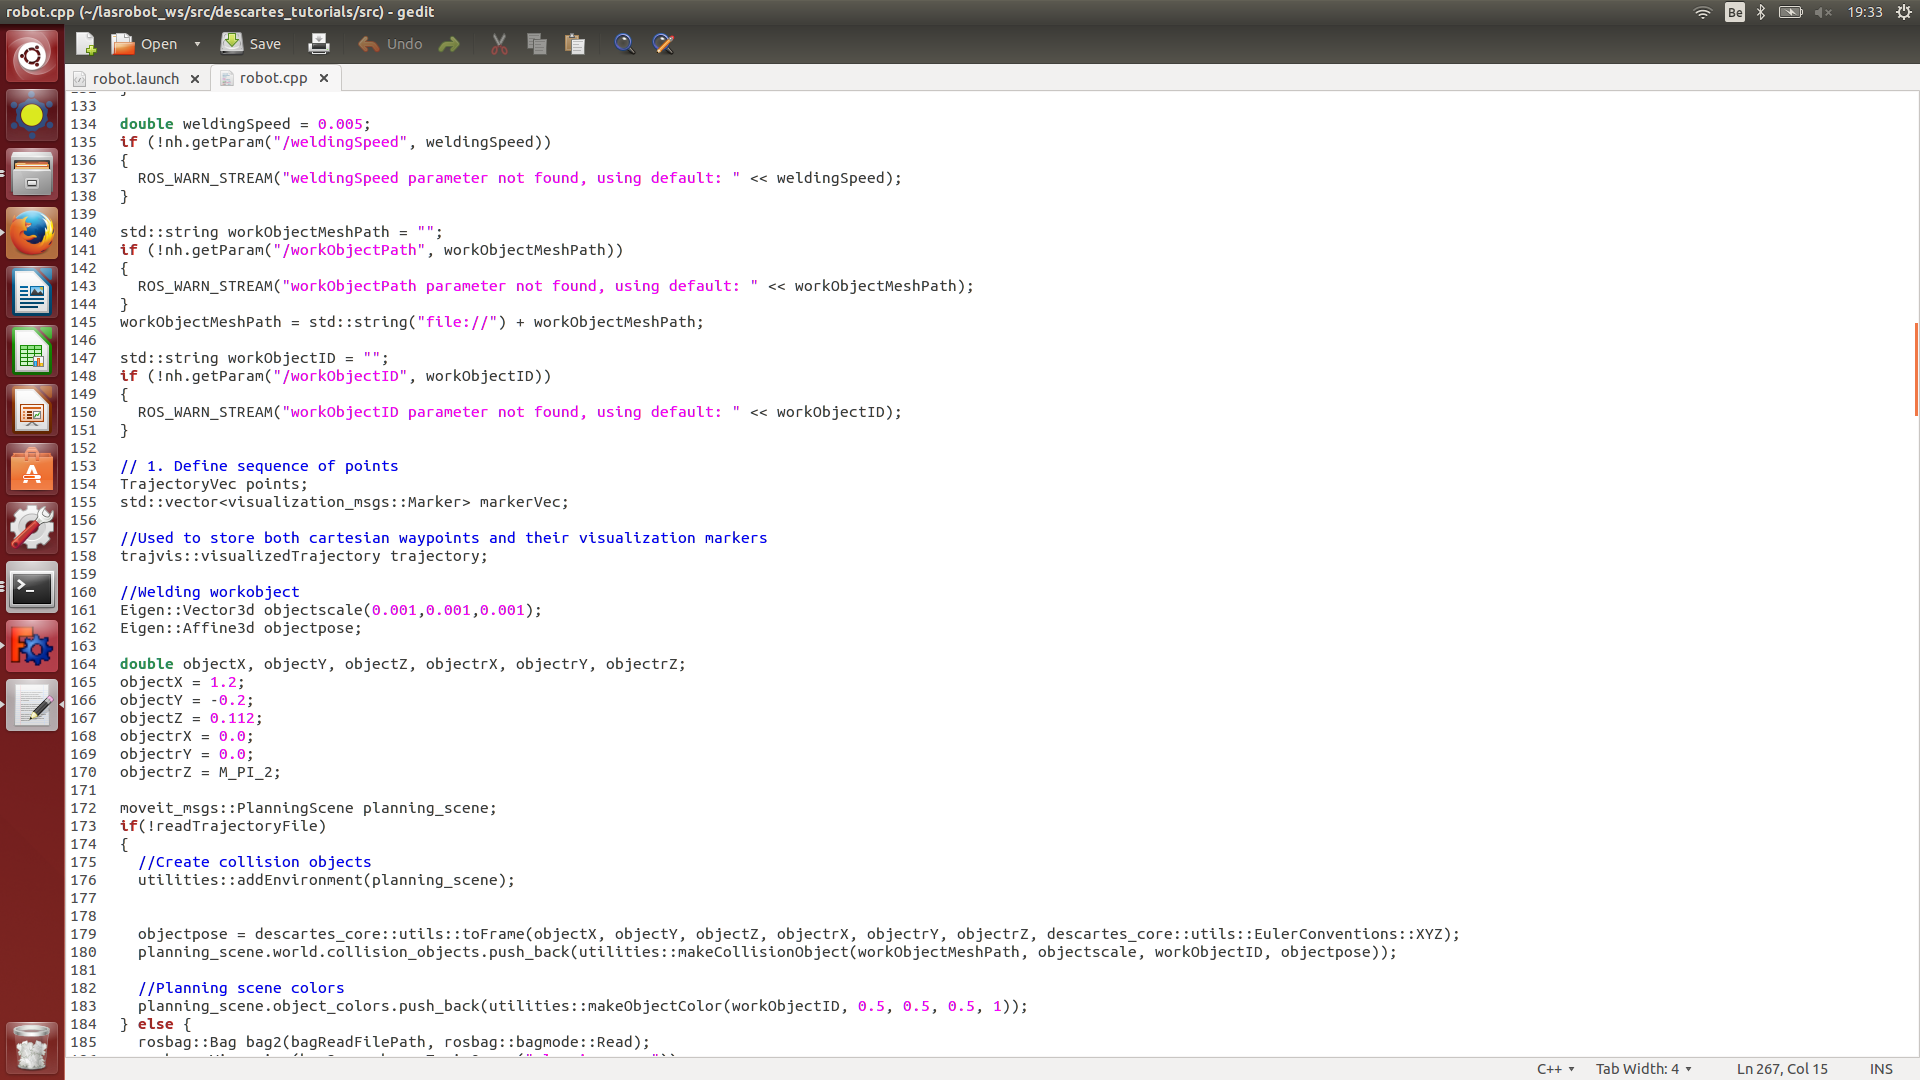 robot.cpp (~/lasrobot_ws/src/descartes_tutorials/src) - gedit
Be
19:33
Open
Save
Undo
robot.launch
robot.cpp
133
134 double weldingSpeed = 0.005;
135 if (!nh.getParam("/weldingSpeed", weldingSpeed))
136 {
137 ROS_WARN_STREAM("weldingSpeed parameter not found, using default: " << weldingSpeed);
138 }
139
140 std::string workObjectMeshPath = "";
141 if (!nh.getParam("/workObjectPath", workObjectMeshPath))
142 {
143 ROS_WARN_STREAM("workObjectPath parameter not found, using default: " << workObjectMeshPath);
144 }
145 workObjectMeshPath = std::string("file://") + workObjectMeshPath;
146
147 std::string workObjectID = "";
148 if (!nh.getParam("/workObjectID", workObjectID))
149 {
150 ROS_WARN_STREAM("workObjectID parameter not found, using default: " << workObjectID);
151 }
152
153 // 1. Define sequence of points
154 TrajectoryVec points;
155 std::vector<visualization_msgs::Marker> markerVec;
156
157 //Used to store both cartesian waypoints and their visualization markers
158 trajvis::visualizedTrajectory trajectory;
159
160 //Welding workobject
161 Eigen::Vector3d objectscale(0.001,0.001,0.001);
162 Eigen::Affine3d objectpose;
163
164 double objectX, objectY, objectZ, objectrX, objectrY, objectrZ;
165 objectX = 1.2;
166 objectY = -0.2;
167 objectZ = 0.112;
168 objectrX = 0.0;
169 objectrY = 0.0;
170 objectrZ = M_PI_2;
171
172 moveit_msgs::PlanningScene planning_scene;
173 if(!readTrajectoryFile)
174 {
175 //Create collision objects
176 utilities::addEnvironment(planning_scene);
177
178
179 objectpose = descartes_core::utils::toFrame(objectX, objectY, objectZ, objectrX, objectrY, objectrZ, descartes_core::utils::EulerConventions::XYZ);
180 planning_scene.world.collision_objects.push_back(utilities::makeCollisionObject(workObjectMeshPath, objectscale, workObjectID, objectpose));
181
182 //Planning scene colors
183 planning_scene.object_colors.push_back(utilities::makeObjectColor(workObjectID, 0.5, 0.5, 0.5, 1));
184 } else {
185 rosbag::Bag bag2(bagReadFilePath, rosbag::bagmode::Read);
C++
Tab Width: 4
Ln 267, Col 15
INS